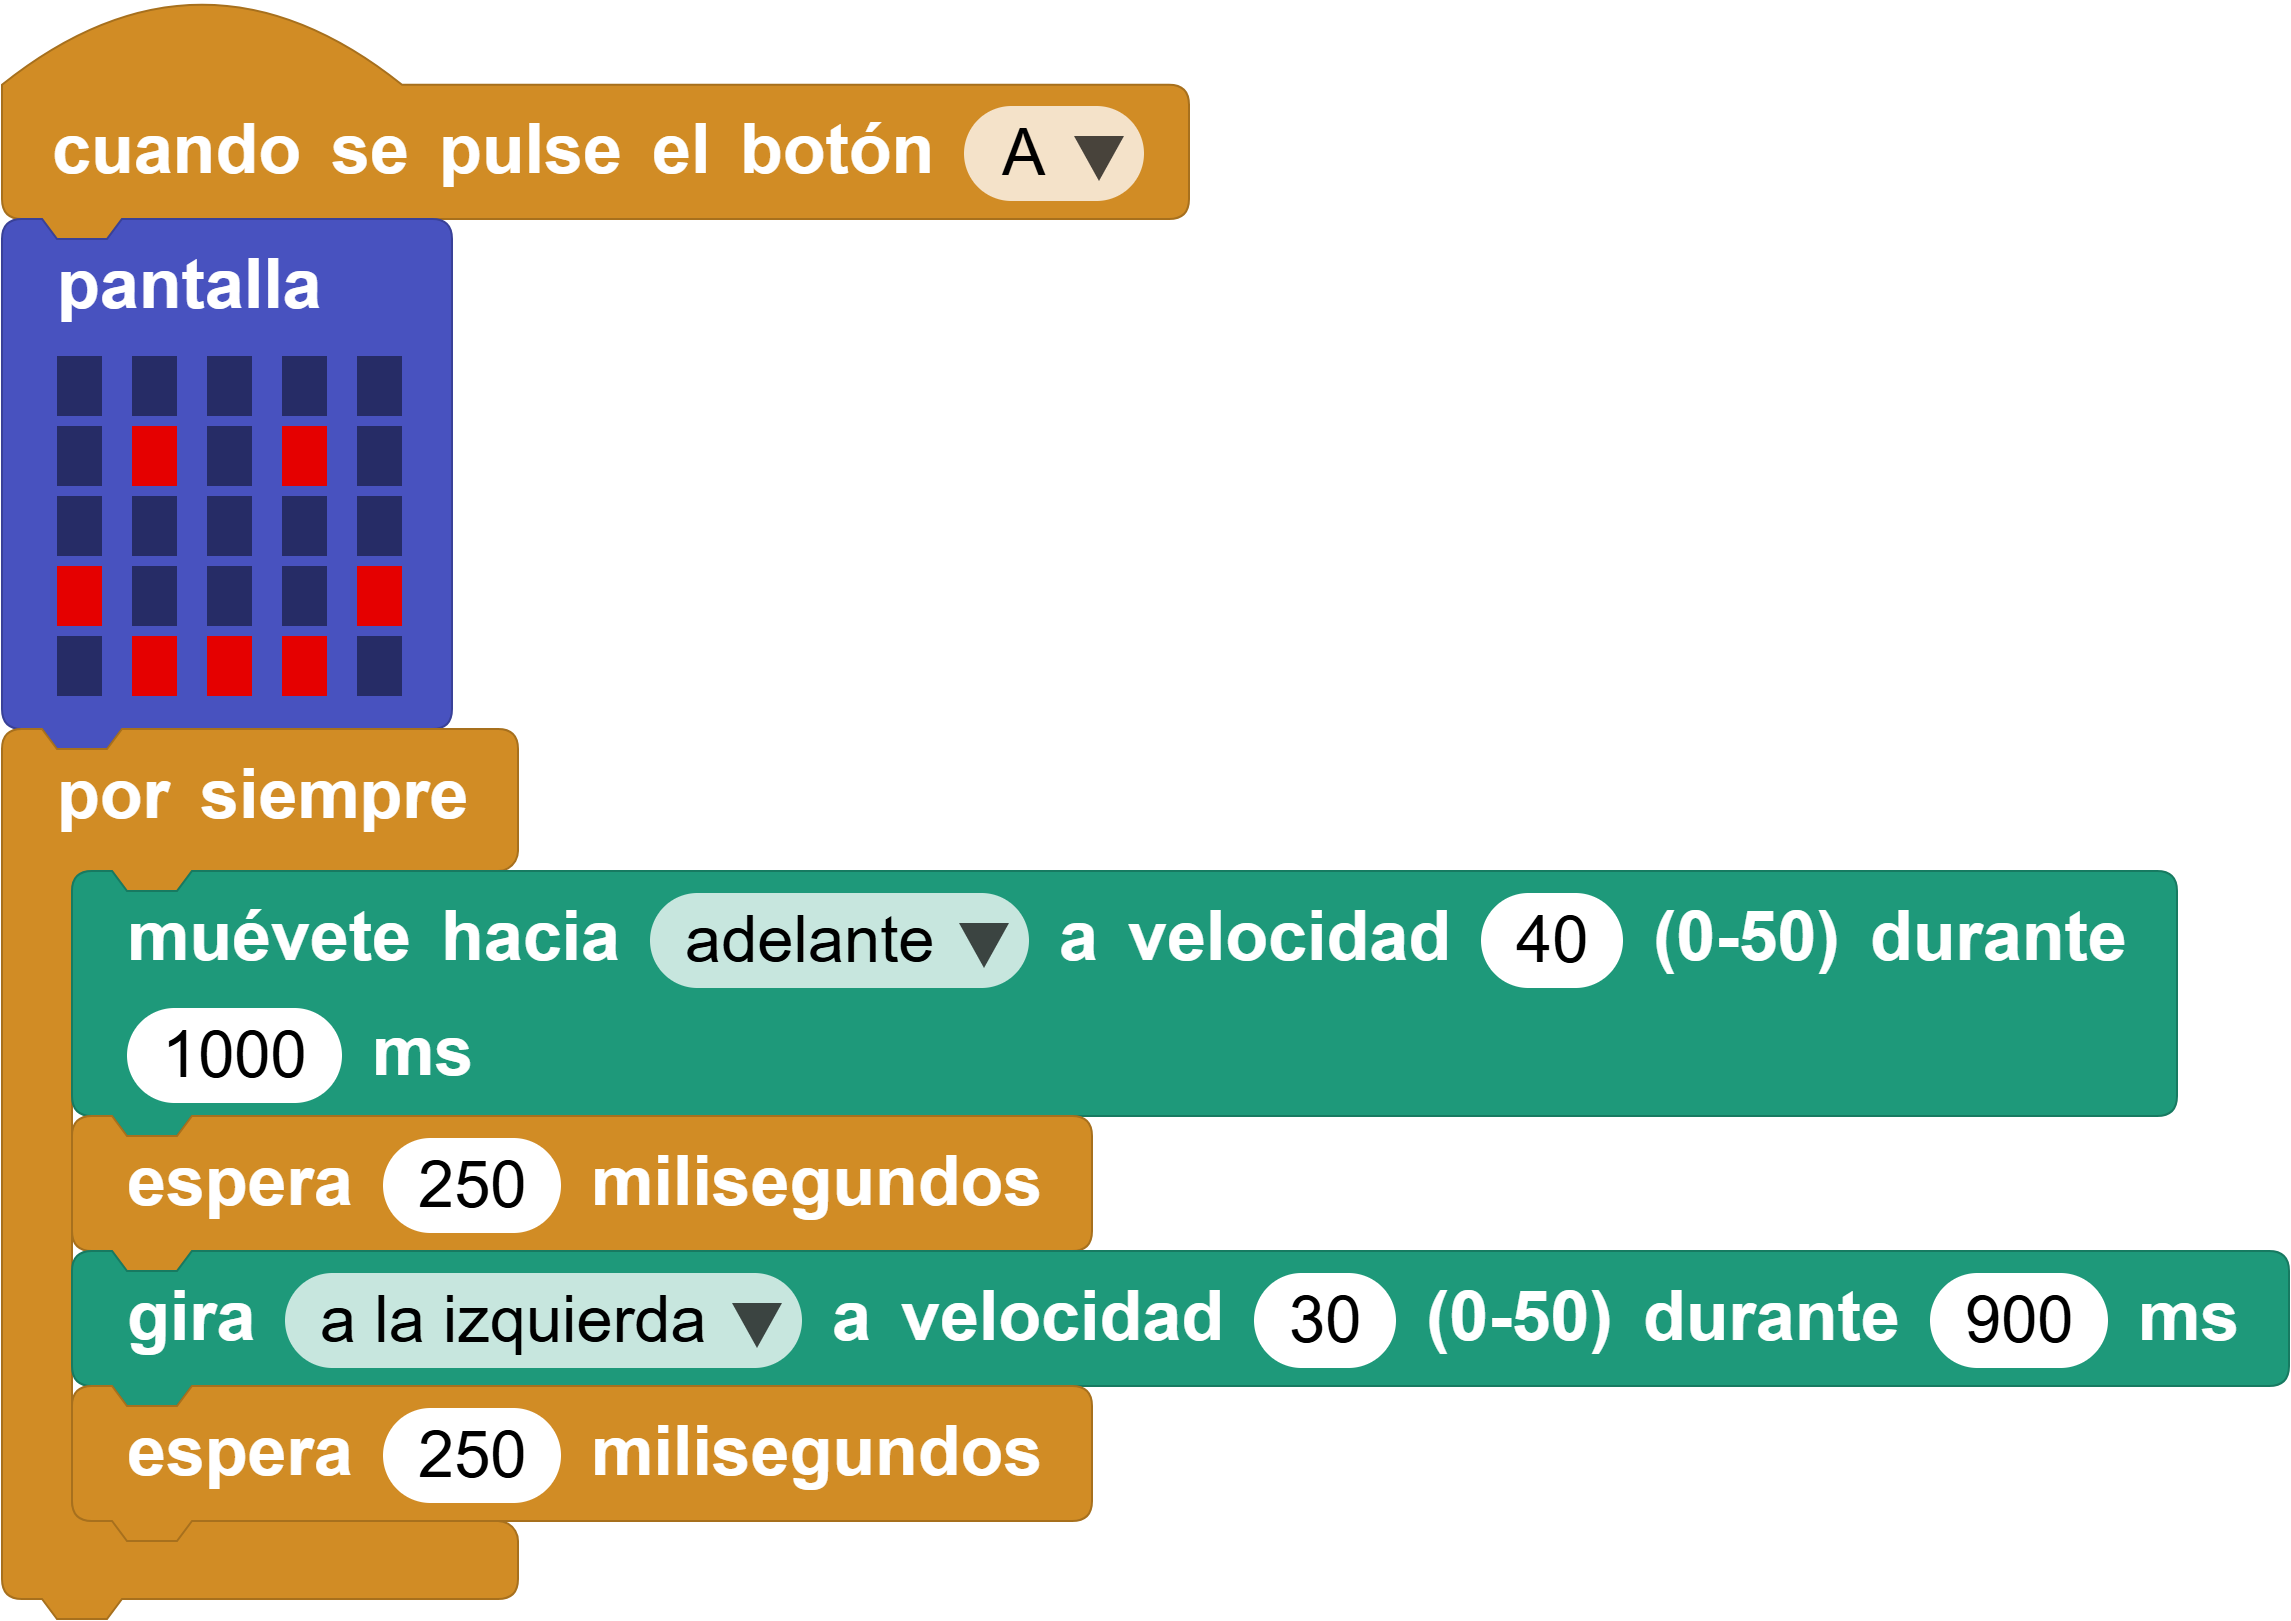 cuando se pulse el botón A
pantalla
por siempre
muévete hacia adelante a velocidad 40 (0-50) durante
1000 ms
espera 250 milisegundos
gira a la izquierda a velocidad 30 (0-50) durante 900 ms
espera 250 milisegundos